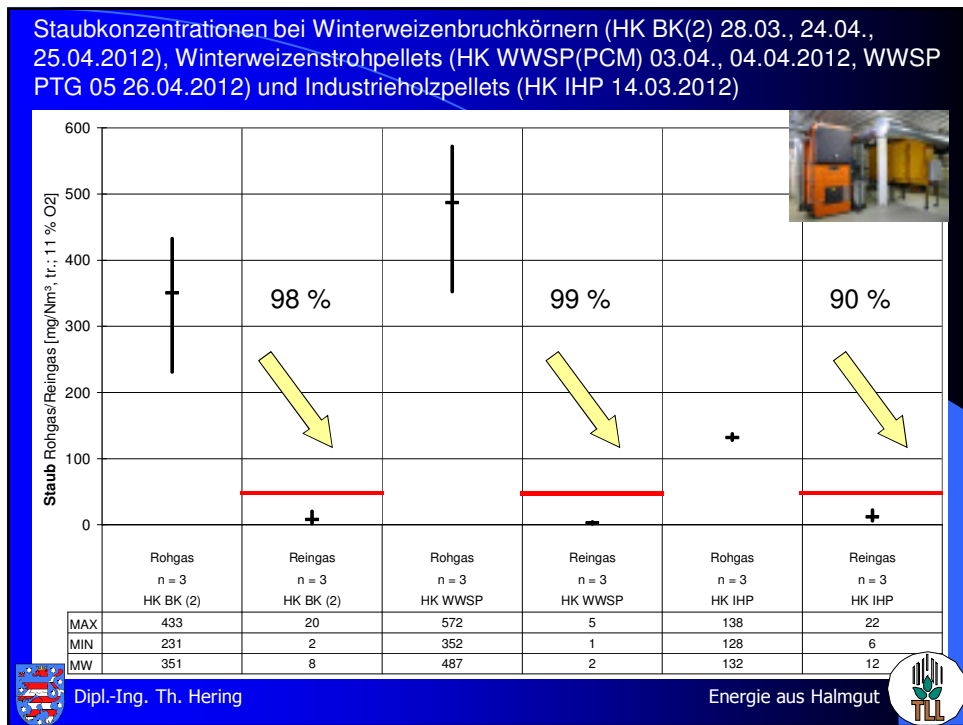 Staubkonzentrationen bei Winterweizenbruchkörnern (HK BK(2) 28.03., 24.04.,
25.04.2012), Winterweizenstrohpellets (HK WWSP(PCM) 03.04., 04.04.2012, WWSP
PTG 05 26.04.2012) und Industrieholzpellets (HK IHP 14.03.2012)
Staub Rohgas/Reingas [mg/Nm³, tr.; 11 % O2]
600
500
400
300
200
100
0
98 %
99 %
90 %
Rohgas Reingas Rohgas Reingas Rohgas Reingas
n = 3 n = 3 n = 3 n = 3 n = 3 n = 3
HK BK (2) HK BK (2) HK WWSP HK WWSP HK IHP HK IHP
MAX 433 20 572 5 138 22
MIN 231 2 352 1 128 6
MW 351 8 487 2 132 12
Dipl.-Ing. Th. Hering
Energie aus Halmgut
TLL